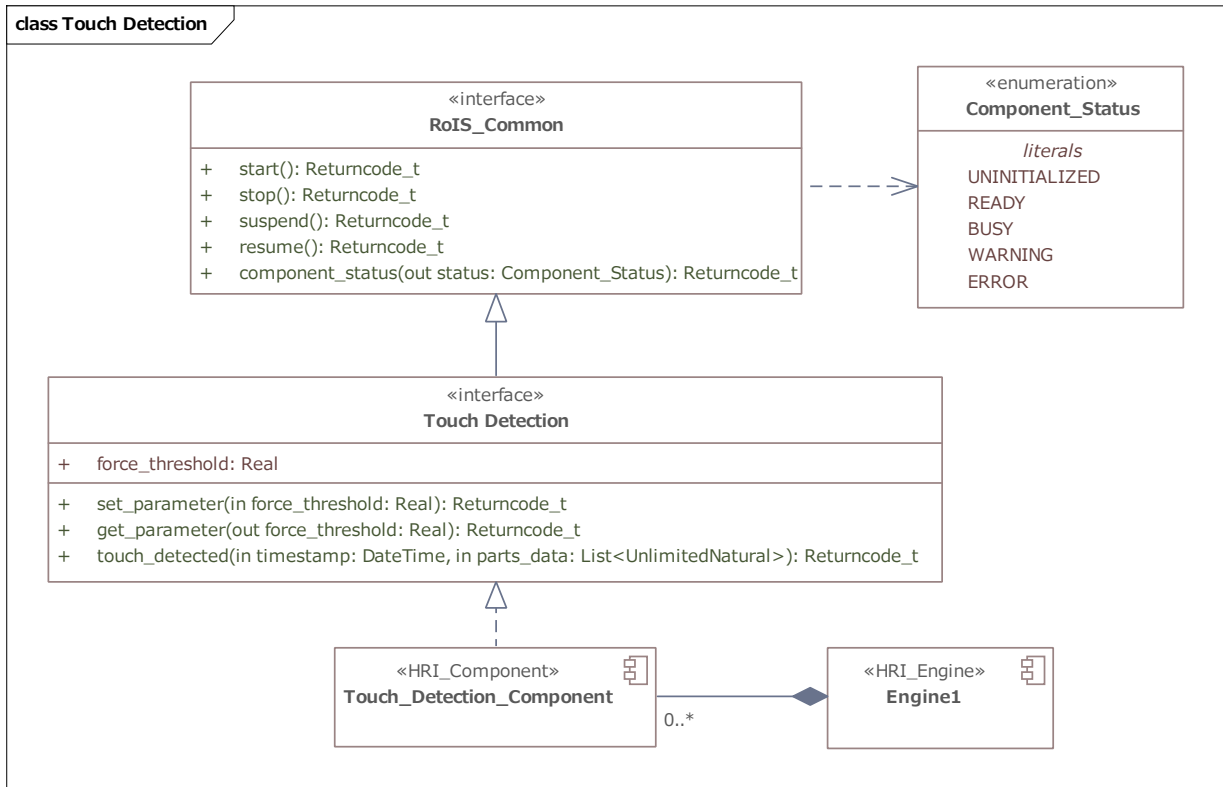 class Touch Detection
«interface»
RoIS_Common
+ start(): Returncode_t
+ stop(): Returncode_t
+ suspend(): Returncode_t
+ resume(): Returncode_t
+ component_status(out status: Component_Status): Returncode_t
«enumeration»
Component_Status
literals
UNINITIALIZED
READY
BUSY
WARNING
ERROR
«interface»
Touch Detection
+ force_threshold: Real
+ set_parameter(in force_threshold: Real): Returncode_t
+ get_parameter(out force_threshold: Real): Returncode_t
+ touch_detected(in timestamp: DateTime, in parts_data: List<UnlimitedNatural>): Returncode_t
«HRI_Component»
Touch_Detection_Component
0..*
«HRI_Engine»
Engine1